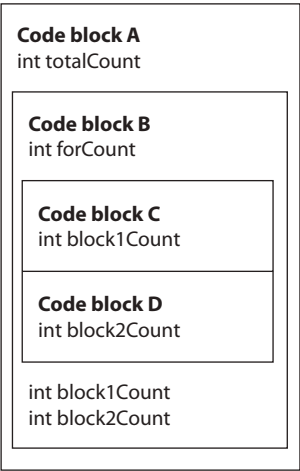 Code block A
int totalCount
Code block B
int forCount
Code block C
int block1Count
Code block D
int block2Count
int block1Count
int block2Count